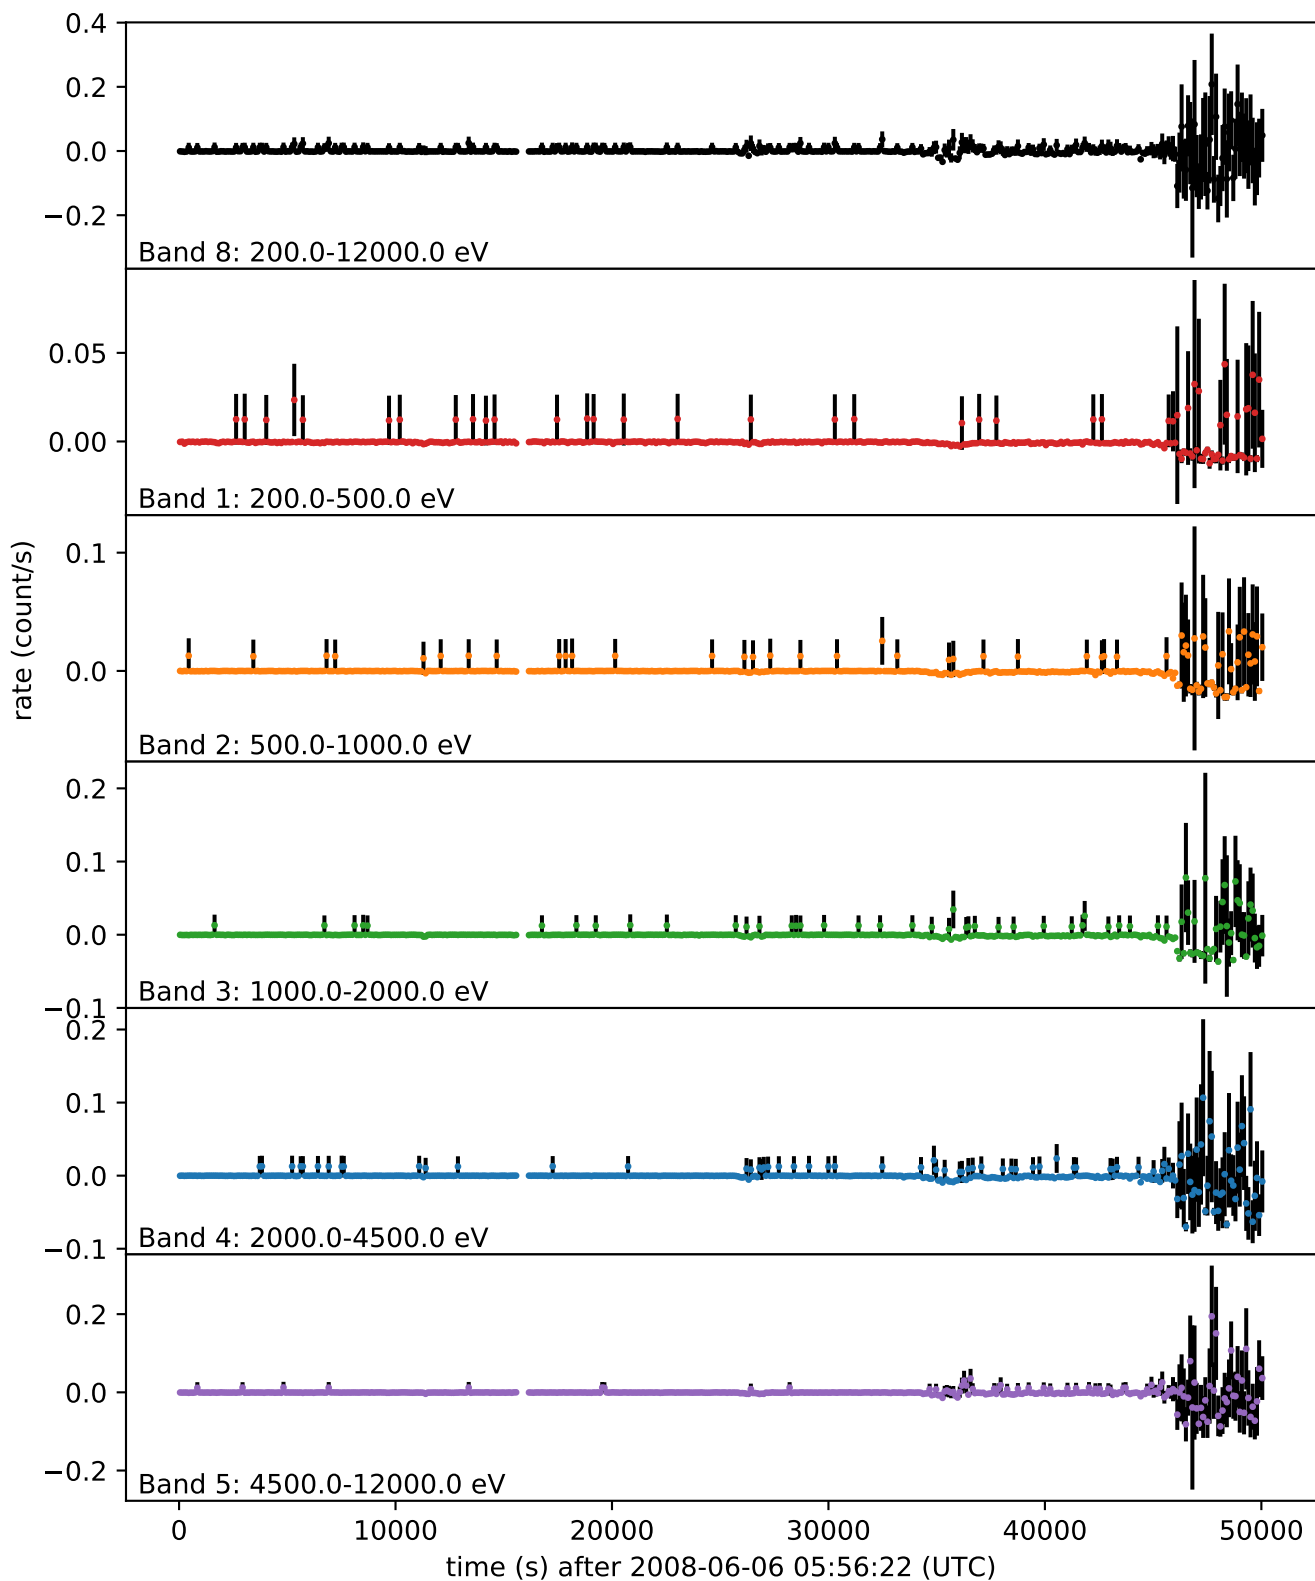 0.4
0.2
0.0
−0.2
Band 8: 200.0-12000.0 eV
0.05
0.00
Band 1: 200.0-500.0 eV
0.1
0.0
Band 2: 500.0-1000.0 eV
rate (count/s)
0.2
0.1
0.0
−0.1
Band 3: 1000.0-2000.0 eV
0.2
0.1
0.0
−0.1
Band 4: 2000.0-4500.0 eV
0.2
0.0
−0.2
Band 5: 4500.0-12000.0 eV
0 10000 20000 30000 40000 50000
time (s) after 2008-06-06 05:56:22 (UTC)